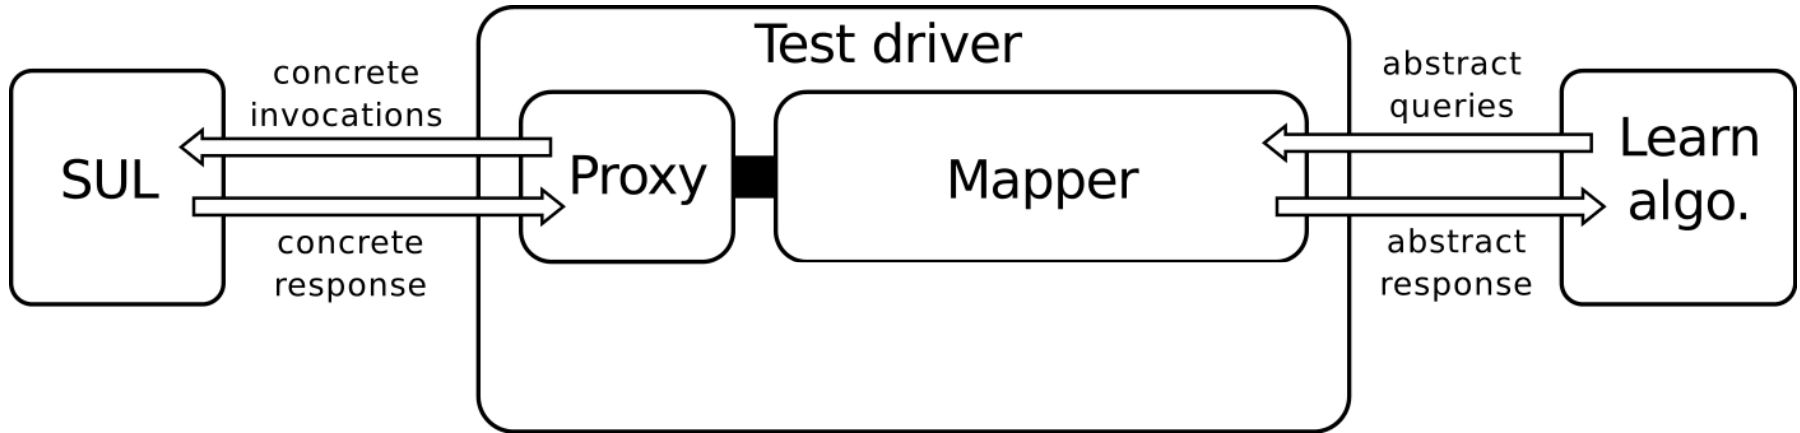 Test driver
concrete
invocations
abstract
queries
SUL
Proxy
Mapper
Learn
algo.
concrete
response
abstract
response